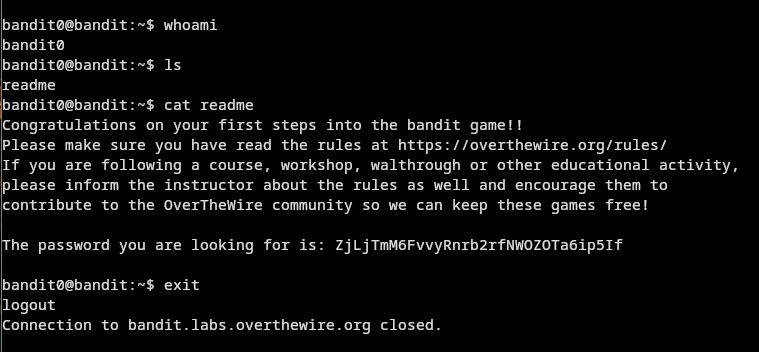 bandit0@bandit:~$ whoami
bandit0
bandit0@bandit:~$ ls
readme
bandit0@bandit:~$ cat readme
Congratulations on your first steps into the bandit game!!
Please make sure you have read the rules at https://overthewire.org/rules/
If you are following a course, workshop, walthrough or other educational activity,
please inform the instructor about the rules as well and encourage them to
contribute to the OverTheWire community so we can keep these games free!
The password you are looking for is: ZjLjTmM6FvvyRnrb2rfNWOZOTa6ip5If
bandit0@bandit:~$ exit
logout
Connection to bandit.labs.overthewire.org closed.